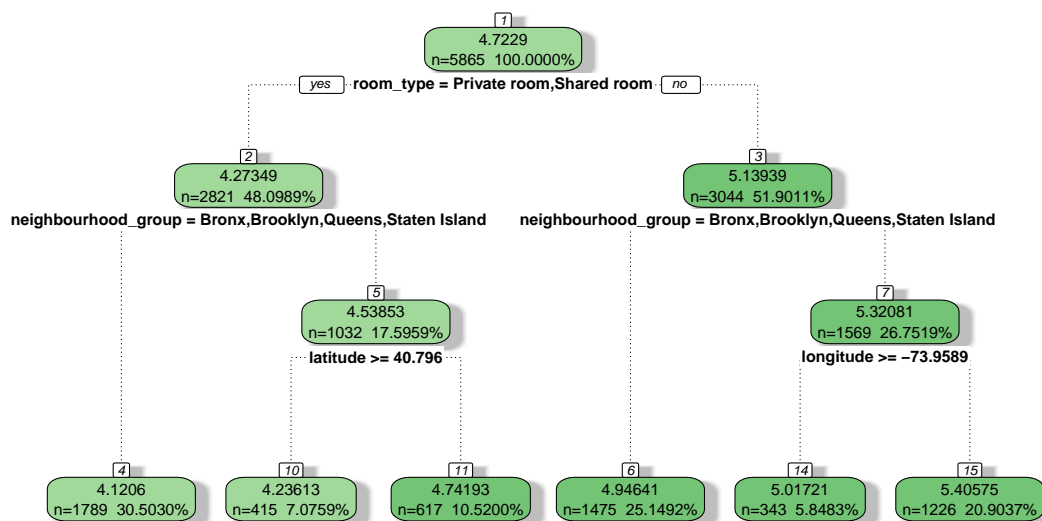 1
4.7229
n=5865 100.0000%
yes room_type = Private room,Shared room no
2
4.27349
n=2821 48.0989%
3
5.13939
n=3044 51.9011%
neighbourhood_group = Bronx,Brooklyn,Queens,Staten Island
neighbourhood_group = Bronx,Brooklyn,Queens,Staten Island
5
4.53853
n=1032 17.5959%
7
5.32081
n=1569 26.7519%
latitude >= 40.796
longitude >= −73.9589
4
4.1206
n=1789 30.5030%
10
4.23613
n=415 7.0759%
11
4.74193
n=617 10.5200%
6
4.94641
n=1475 25.1492%
14
5.01721
n=343 5.8483%
15
5.40575
n=1226 20.9037%